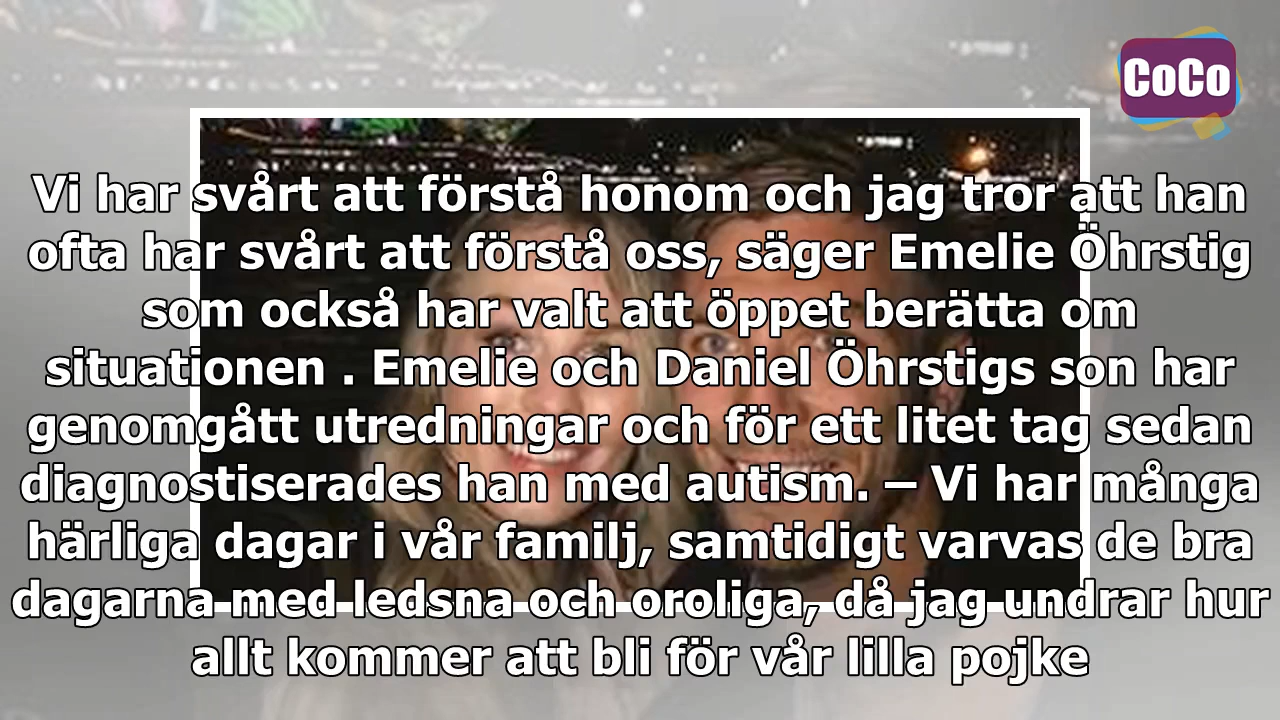 CoCo
Vi har svårt att förstå honom och jag tror att han
ofta har svårt att förstå oss, säger Emelie Öhrstig
som också har valt att öppet berätta om
situationen . Emelie och Daniel Öhrstigs son har
genomgått utredningar och för ett litet tag sedan
diagnostiserades han med autism. – Vi har många
härliga dagar i vår familj, samtidigt varvas de bra
dagarna med ledsna och oroliga, då jag undrar hur
allt kommer att bli för vår lilla pojke